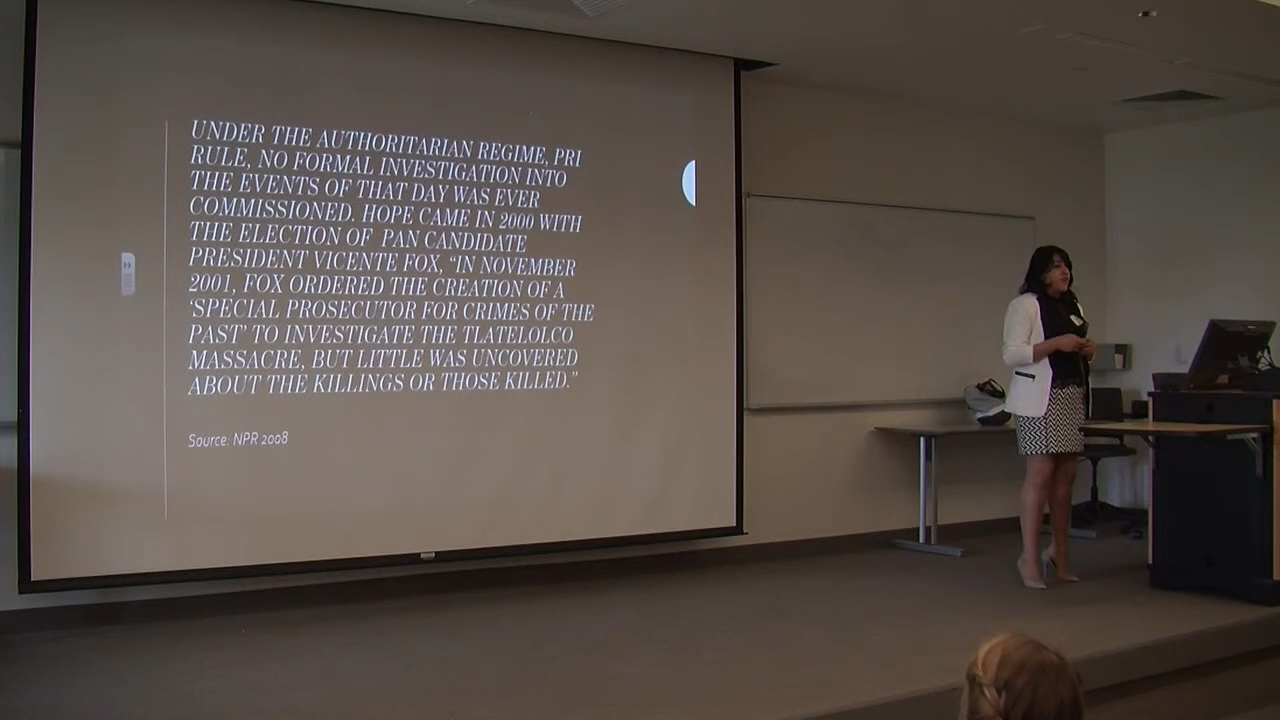 UNDER THE AUTHORITARIAN REGIME, PRI
RULE, NO FORMAL INVESTIGATION INTO
THE EVENTS OF THAT DAY WAS EVER
COMMISSIONED. HOPE CAME IN 2000 WITH
THE ELECTION OF PAN CANDIDATE
PRESIDENT VICENTE FOX, “IN NOVEMBER
2001, FOX ORDERED THE CREATION OF A
‘SPECIAL PROSECUTOR FOR CRIMES OF THE
PAST’ TO INVESTIGATE THE TLATELOLCO
MASSACRE, BUT LITTLE WAS UNCOVERED
ABOUT THE KILLINGS OR THOSE KILLED.”
Source: NPR 2008